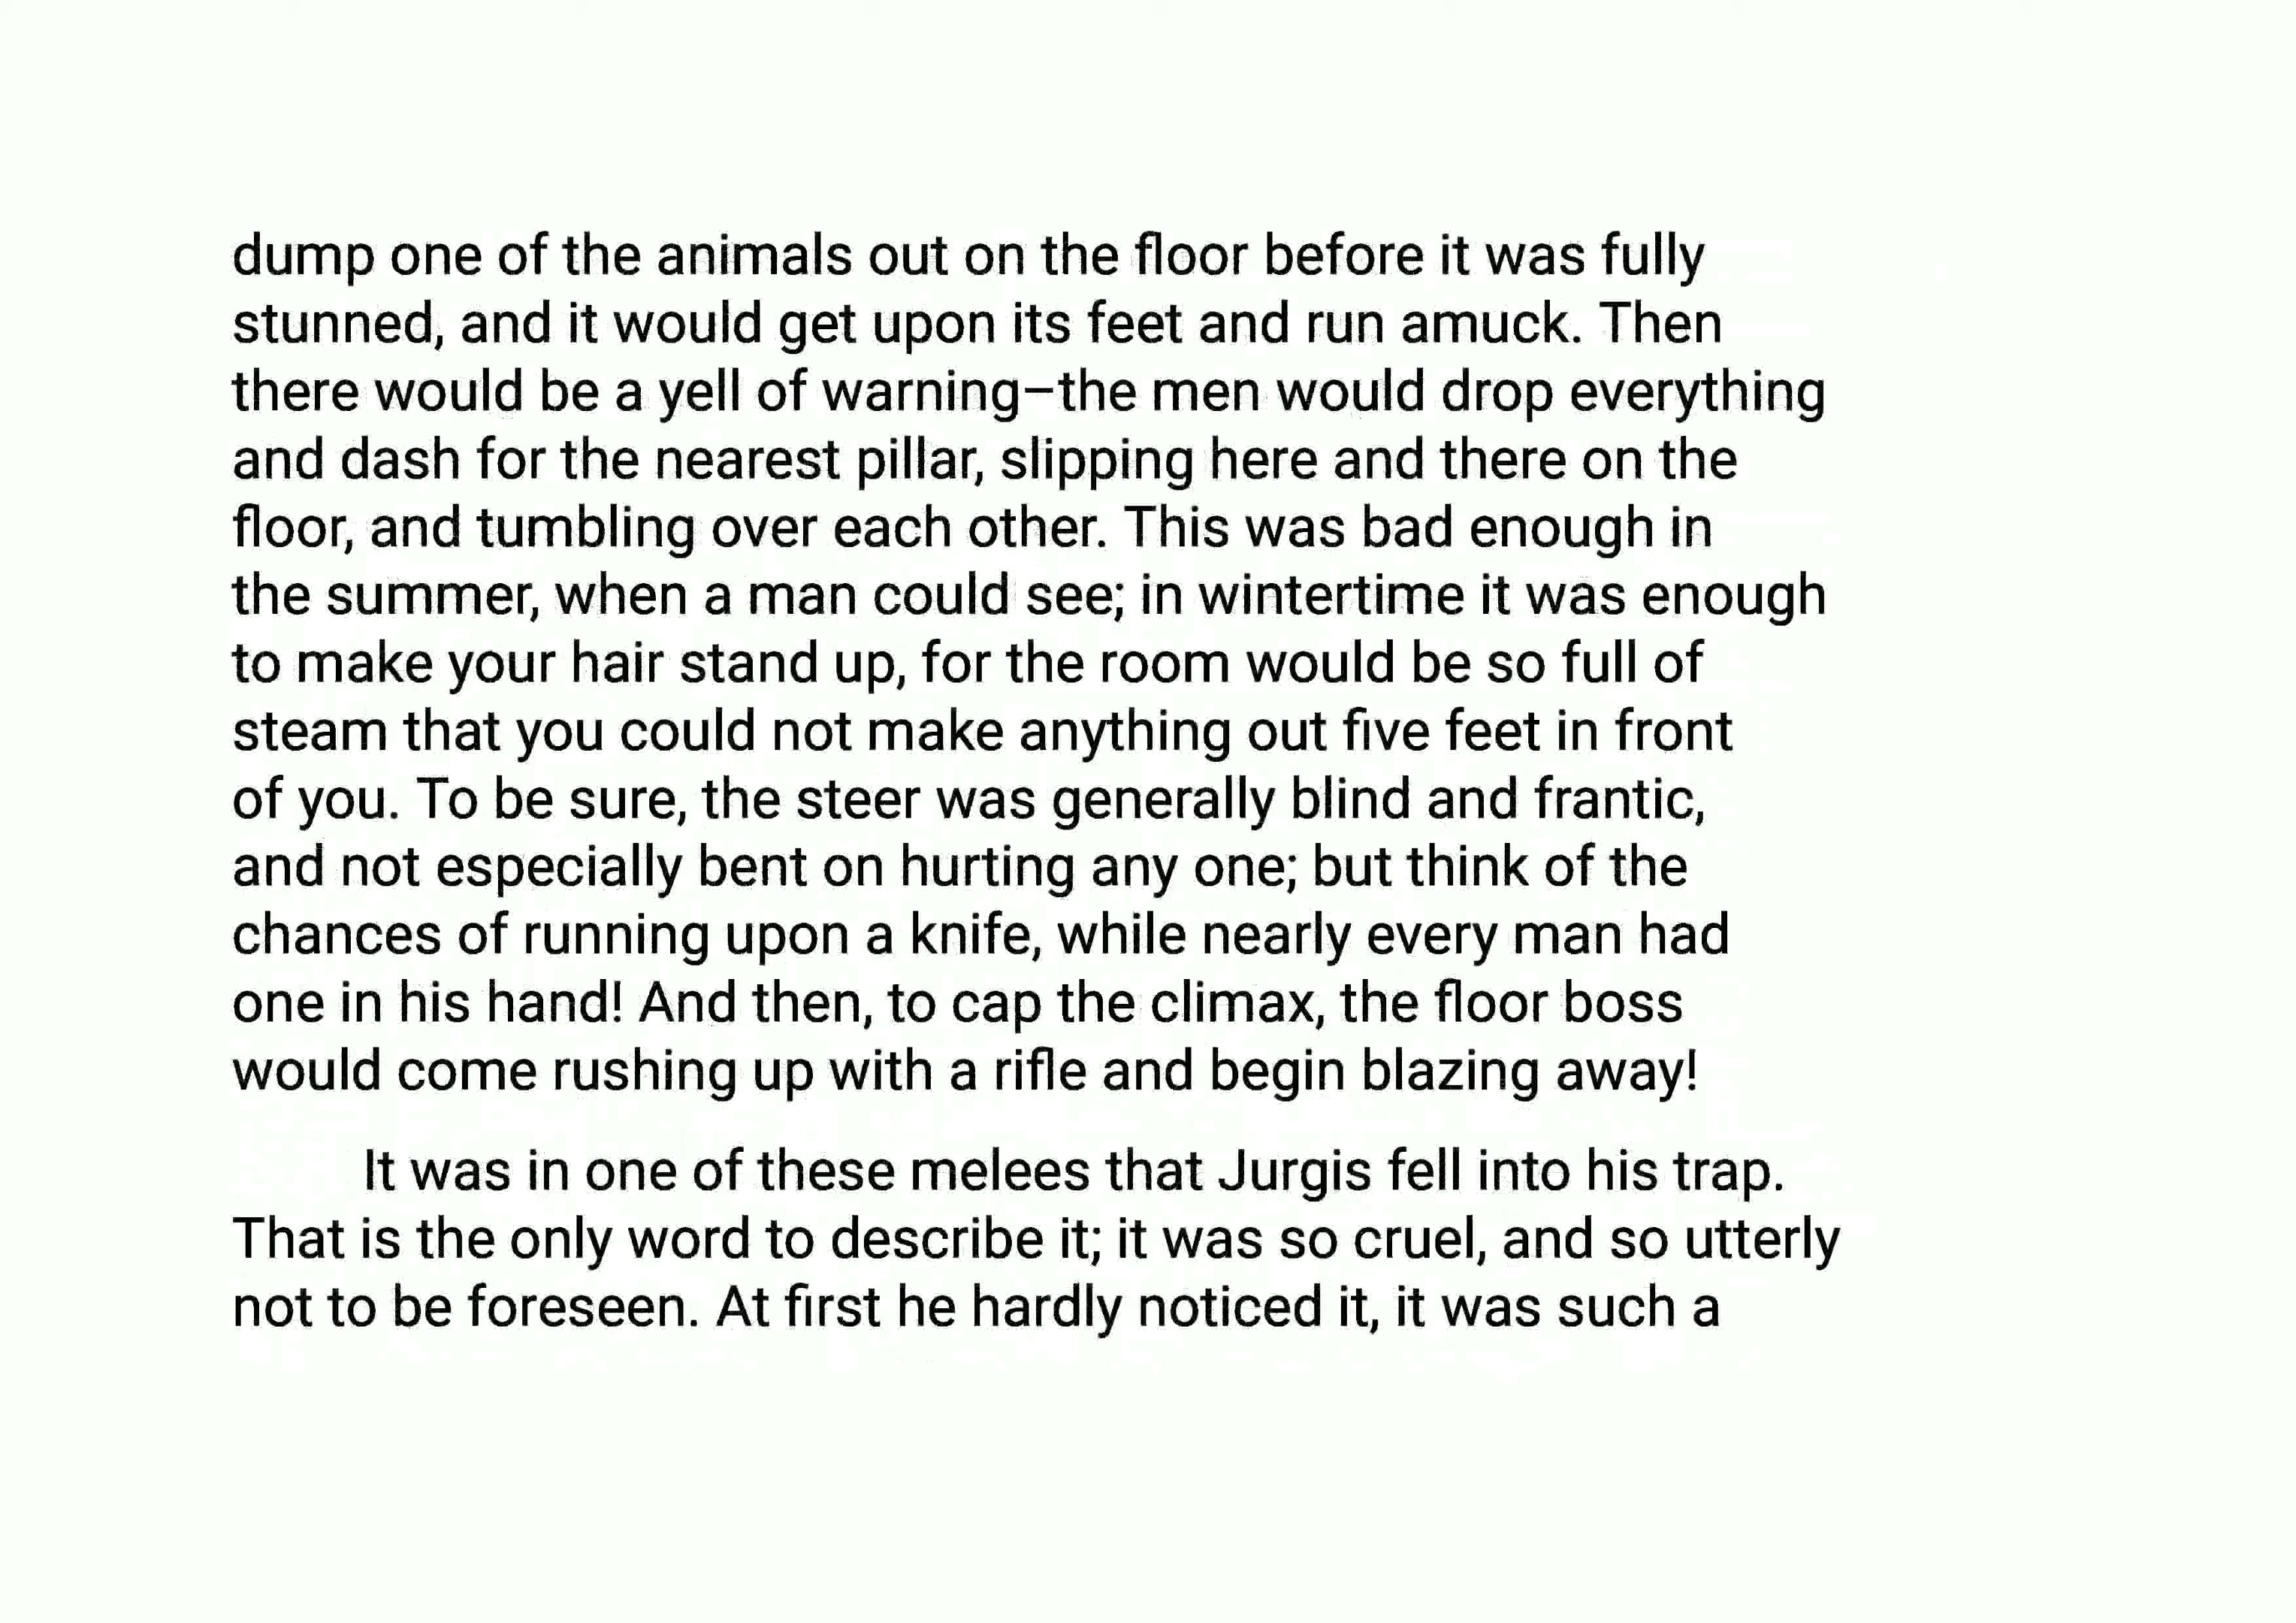 dump one of the animals out on the floor before it was fully
stunned, and it would get upon its feet and run amuck. Then
there would be a yell of warning–the men would drop everything
and dash for the nearest pillar, slipping here and there on the
floor, and tumbling over each other. This was bad enough in
the summer, when a man could see; in wintertime it was enough
to make your hair stand up, for the room would be so full of
steam that you could not make anything out five feet in front
of you. To be sure, the steer was generally blind and frantic,
and not especially bent on hurting any one; but think of the
chances of running upon a knife, while nearly every man had
one in his hand! And then, to cap the climax, the floor boss
would come rushing up with a rifle and begin blazing away!
It was in one of these melees that Jurgis fell into his trap.
That is the only word to describe it; it was so cruel, and so utterly
not to be foreseen. At first he hardly noticed it, it was such a